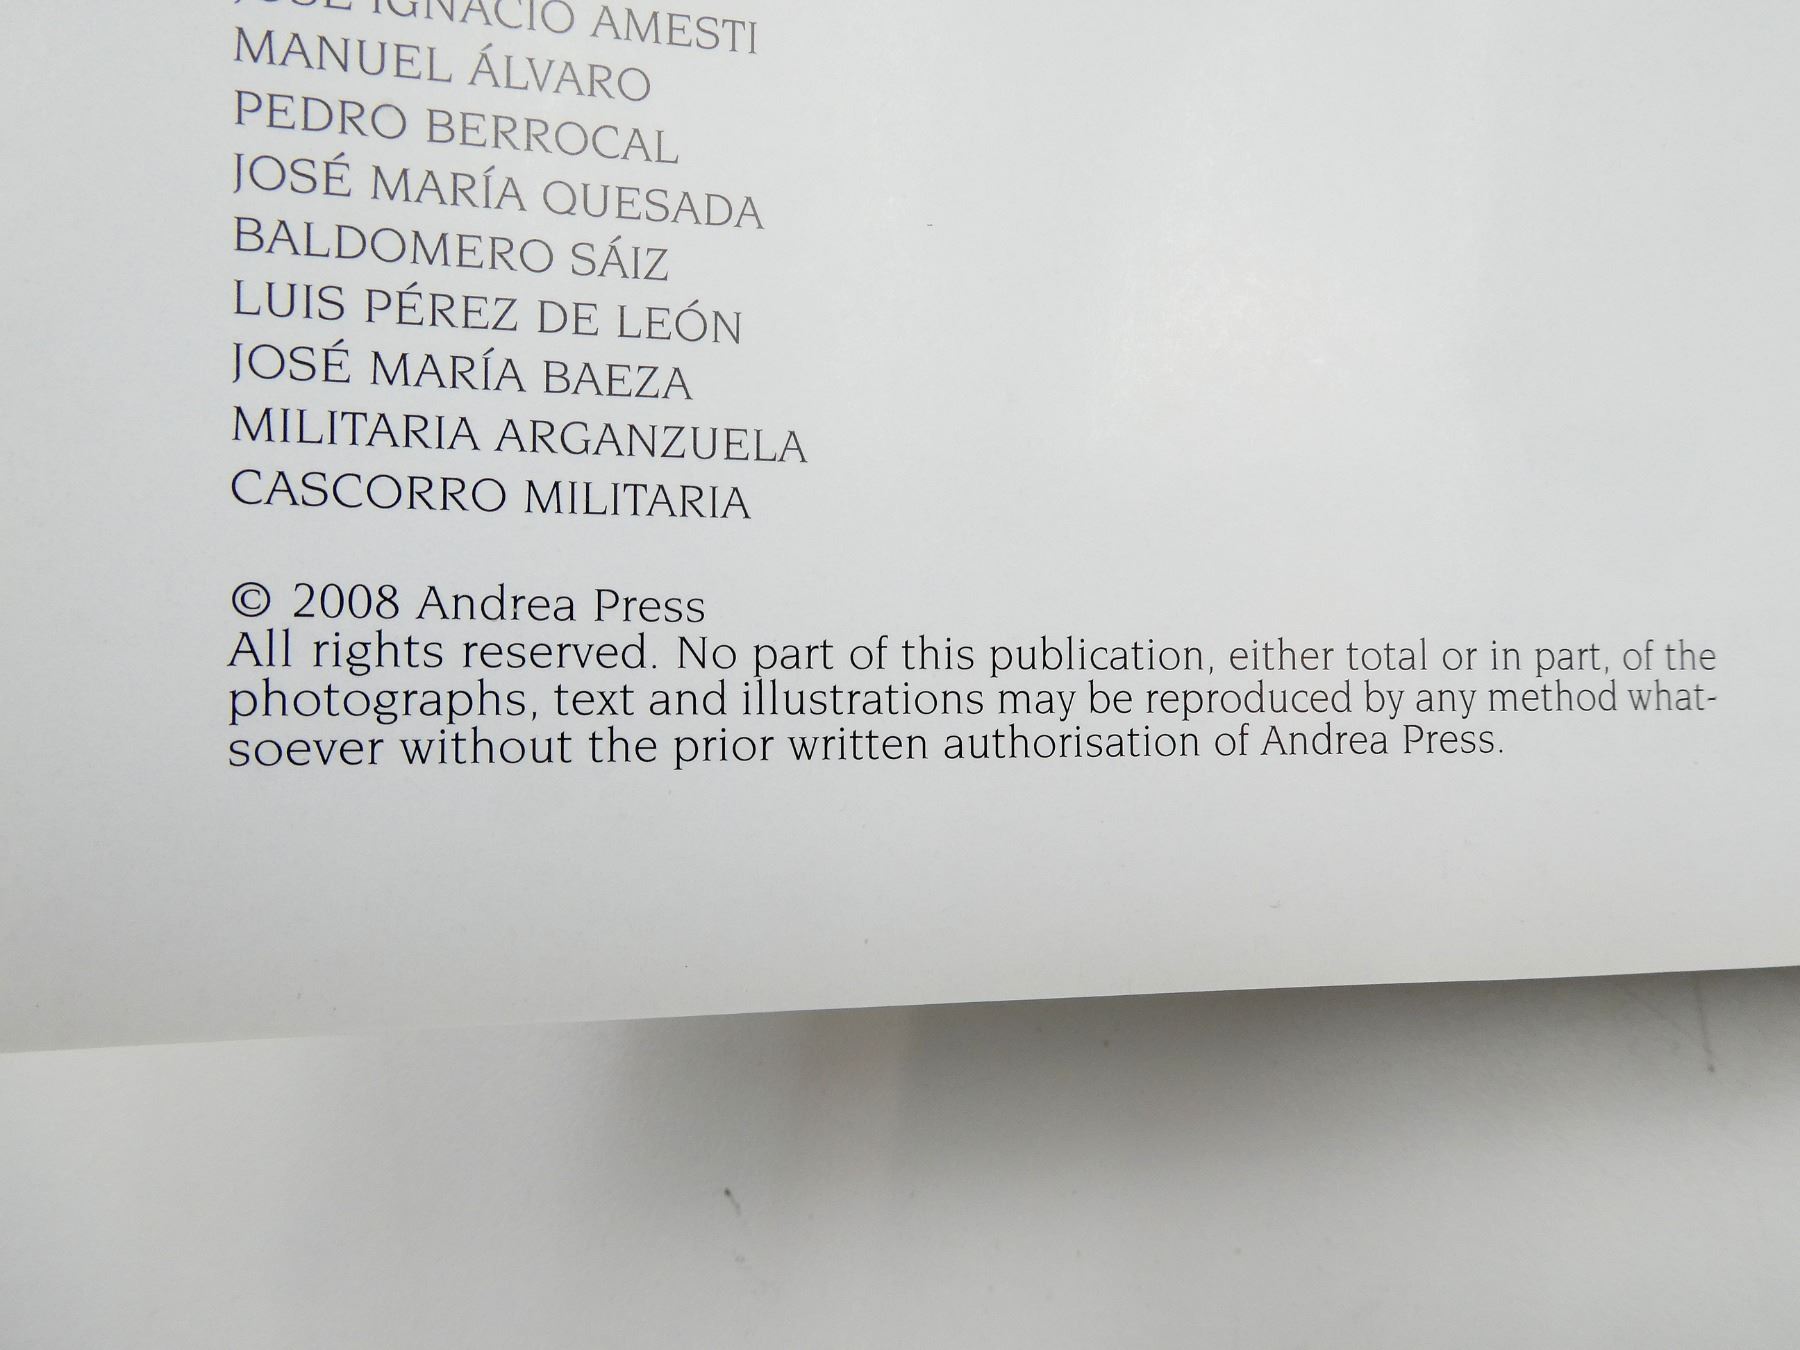 JOSÉ IGNACIO AMESTI
MANUEL ÁLVARO
PEDRO BERROCAL
JOSÉ MARÍA QUESADA
BALDOMERO SÁIZ
LUIS PÉREZ DE LEÓN
JOSÉ MARÍA BAEZA
MILITARIA ARGANZUELA
CASCORRO MILITARIA
© 2008 Andrea Press
All rights reserved. No part of this publication, either total or in part, of the
photographs, text and illustrations may be reproduced by any method what-
soever without the prior written authorisation of Andrea Press.